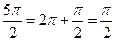 5π/2 = 2π + π/2 = π/2